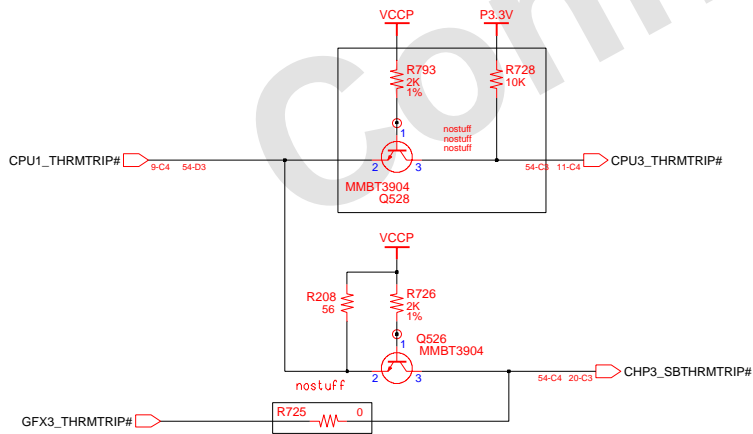 VCCP P3.3V
R793
2K
1%
R728
10K
1
nostuff
nostuff
nostuff
CPU1_THRMTRIP# 9-C4 54-D3
2 3
54-C3 11-C4 CPU3_THRMTRIP#
MMBT3904
Q528
VCCP
R208
56
R726
2K
1%
1
Q526
MMBT3904
2 3
54-C4 20-C3 CHP3_SBTHRMTRIP#
nostuff
R725 0
GFX3_THRMTRIP#